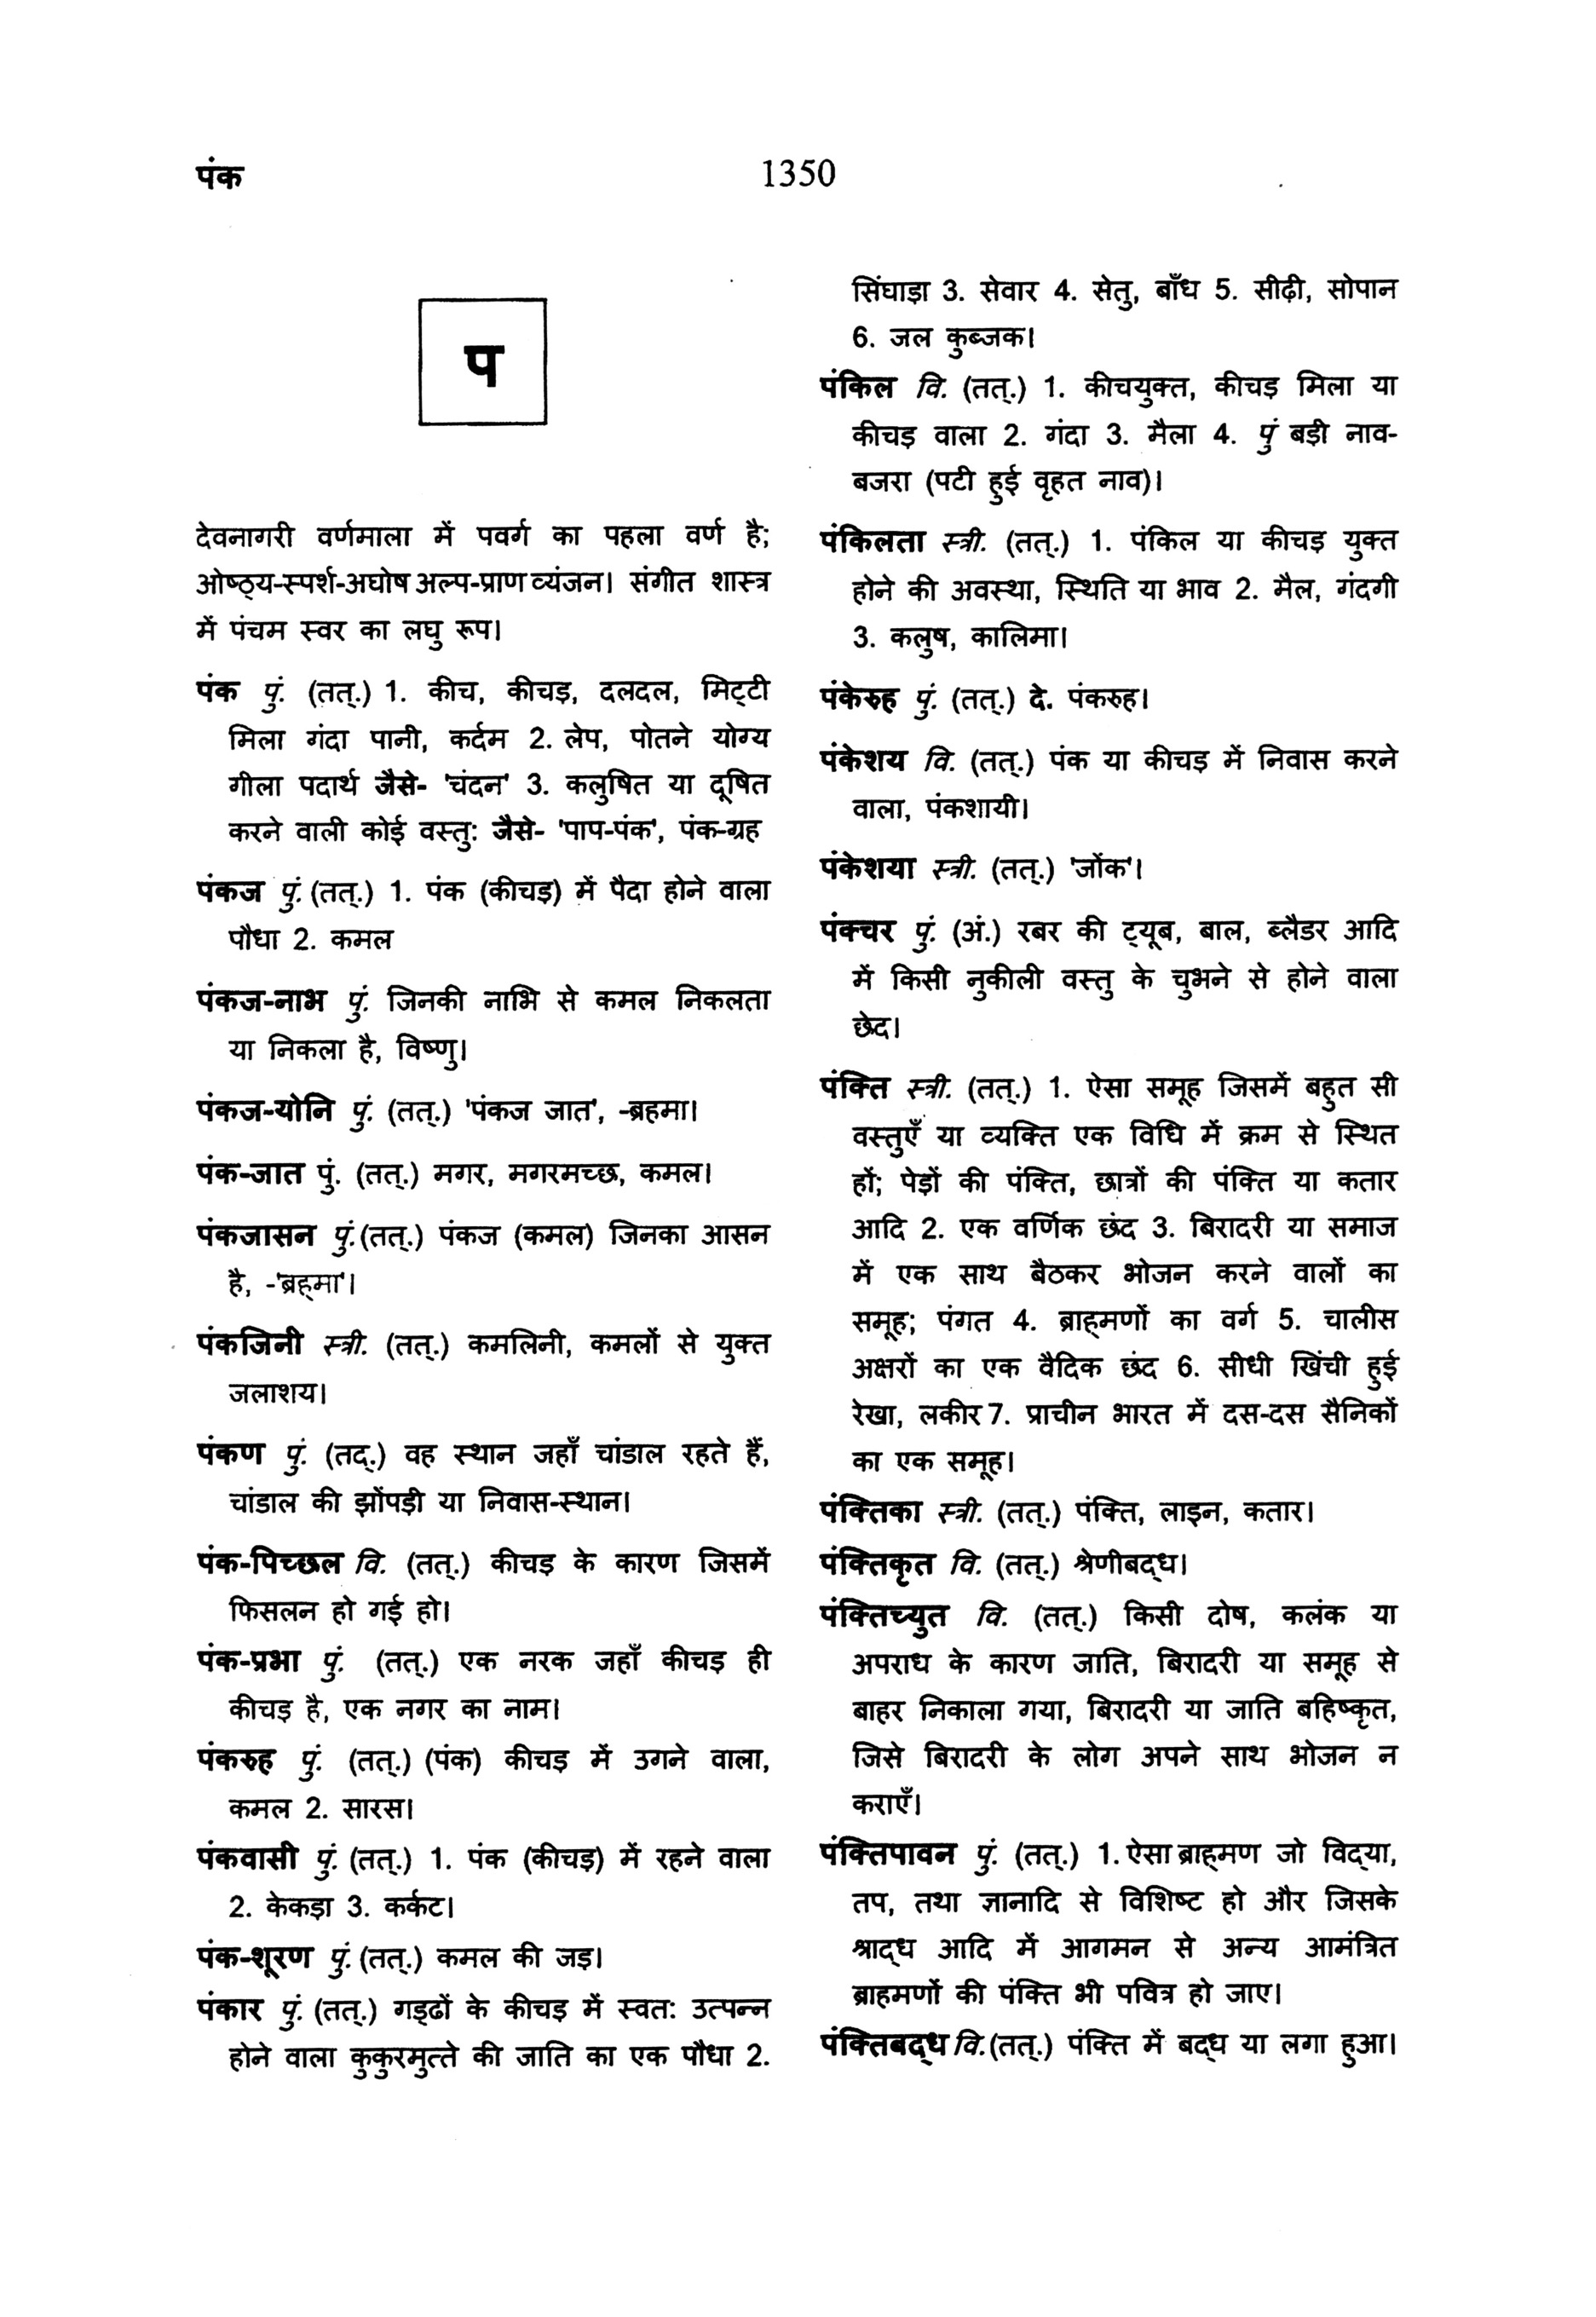 पंक
1350
प
देवनागरी वर्णमाला में पवर्ग का पहला वर्ण है;
ओष्ठ्य-स्पर्श-अघोष अल्प-प्राण व्यंजन। संगीत शास्त्र
में पंचम स्वर का लघु रूप।
पंक पुं. (तत्.) 1. कीच, कीचड़, दलदल, मिट्टी
मिला गंदा पानी, कर्दम 2. लेप, पोतने योग्य
गीला पदार्थ जैसे- 'चंदन' 3. कलुषित या दूषित
करने वाली कोई वस्तु: जैसे- 'पाप-पंक', पंक-ग्रह
पंकज पुं. (तत्.) 1. पंक (कीचड़) में पैदा होने वाला
पौधा 2. कमल
पंकज-नाभ पुं. जिनकी नाभि से कमल निकलता
या निकला है, विष्णु।
पंकज-योनि पुं. (तत्.) 'पंकज जात', -ब्रहमा।
पंक-जात पुं. (तत्.) मगर, मगरमच्छ, कमल।
पंकजासन पुं. (तत्.) पंकज (कमल) जिनका आसन
है, -'ब्रह्मा'।
पंकजिनी स्त्री. (तत्.) कमलिनी, कमलों से युक्त
जलाशय।
पंकण पुं. (तद्.) वह स्थान जहाँ चांडाल रहते हैं,
चांडाल की झोंपड़ी या निवास-स्थान।
पंक-पिच्छल वि. (तत्.) कीचड़ के कारण जिसमें
फिसलन हो गई हो।
पंक-प्रभा पुं. (तत्.) एक नरक जहाँ कीचड़ ही
कीचड़ है, एक नगर का नाम।
पंकरुह पुं. (तत्.) (पंक) कीचड़ में उगने वाला,
कमल 2. सारस।
पंकवासी पुं. (तत्.) 1. पंक (कीचड़) में रहने वाला
2. केकड़ा 3. कर्कट।
पंक-शूरण पुं. (तत्.) कमल की जड़।
पंकार पुं. (तत्.) गड्ढों के कीचड़ में स्वत: उत्पन्न
होने वाला कुकुरमुत्ते की जाति का एक पौधा 2.
सिंघाड़ा 3. सेवार 4. सेतु, बाँध 5. सीढ़ी, सोपान
6. जल कुब्जक।
पंकिल वि. (तत्.) 1. कीचयुक्त, कीचड़ मिला या
कीचड़ वाला 2. गंदा 3. मैला 4. पुं बड़ी नाव-
बजरा (पटी हुई वृहत नाव)।
पंकिलता स्त्री. (तत्.) 1. पंकिल या कीचड़ युक्त
होने की अवस्था, स्थिति या भाव 2. मैल, गंदगी
3. कलुष, कालिमा।
पंकेरुह पुं. (तत्.) दे. पंकरुह।
पंकेशय वि. (तत्.) पंक या कीचड़ में निवास करने
वाला, पंकशायी।
पंकेशया स्त्री. (तत्.) 'जोंक'।
पंक्चर पुं. (अं.) रबर की ट्यूब, बाल, ब्लैडर आदि
में किसी नुकीली वस्तु के चुभने से होने वाला
छेद।
पंक्ति स्त्री. (तत्.) 1. ऐसा समूह जिसमें बहुत सी
वस्तुएँ या व्यक्ति एक विधि में क्रम से स्थित
हों; पेड़ों की पंक्ति, छात्रों की पंक्ति या कतार
आदि 2. एक वर्णिक छंद 3. बिरादरी या समाज
में एक साथ बैठकर भोजन करने वालों का
समूह; पंगत 4. ब्राह्मणों का वर्ग 5. चालीस
अक्षरों का एक वैदिक छंद 6. सीधी खिंची हुई
रेखा, लकीर 7. प्राचीन भारत में दस-दस सैनिकों
का एक समूह।
पंक्तिका स्त्री. (तत्.) पंक्ति, लाइन, कतार।
पंक्तिकृत वि. (तत्.) श्रेणीबद्ध।
पंक्तिच्युत वि. (तत्.) किसी दोष, कलंक या
अपराध के कारण जाति, बिरादरी या समूह से
बाहर निकाला गया, बिरादरी या जाति बहिष्कृत,
जिसे बिरादरी के लोग अपने साथ भोजन न
कराएँ।
पंक्तिपावन पुं. (तत्.) 1. ऐसा ब्राह्मण जो विद्या,
तप, तथा ज्ञानादि से विशिष्ट हो और जिसके
श्राद्ध आदि में आगमन से अन्य आमंत्रित
ब्राहमणों की पंक्ति भी पवित्र हो जाए।
पंक्तिबद्ध वि. (तत्.) पंक्ति में बद्ध या लगा हुआ।